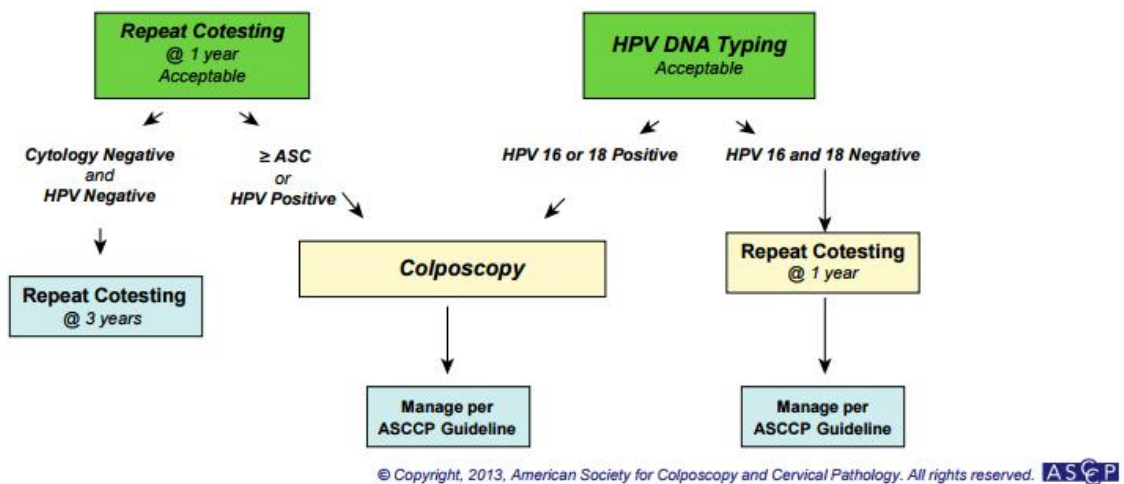 Repeat Cotesting
@ 1 year
Acceptable
HPV DNA Typing
Acceptable
Cytology Negative
and
HPV Negative
≥ ASC
or
HPV Positive
HPV 16 or 18 Positive
HPV 16 and 18 Negative
Repeat Cotesting
@ 3 years
Colposcopy
Repeat Cotesting
@ 1 year
Manage per
ASCCP Guideline
Manage per
ASCCP Guideline
© Copyright, 2013, American Society for Colposcopy and Cervical Pathology. All rights reserved.
ASCCP